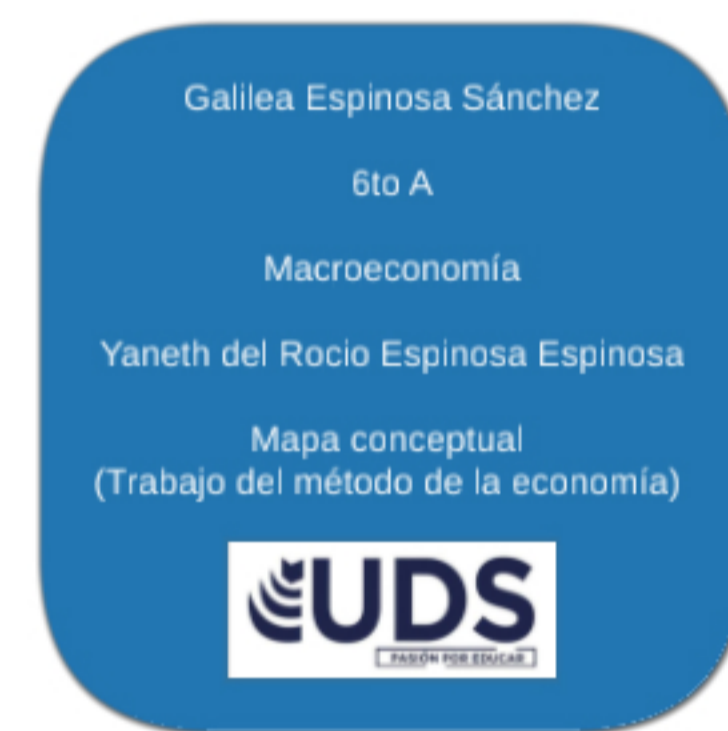 Galilea Espinosa Sánchez
6to A
Macroeconomía
Yaneth del Rocio Espinosa Espinosa
Mapa conceptual
(Trabajo del método de la economía)
UDS
PASIÓN POR EDUCAR